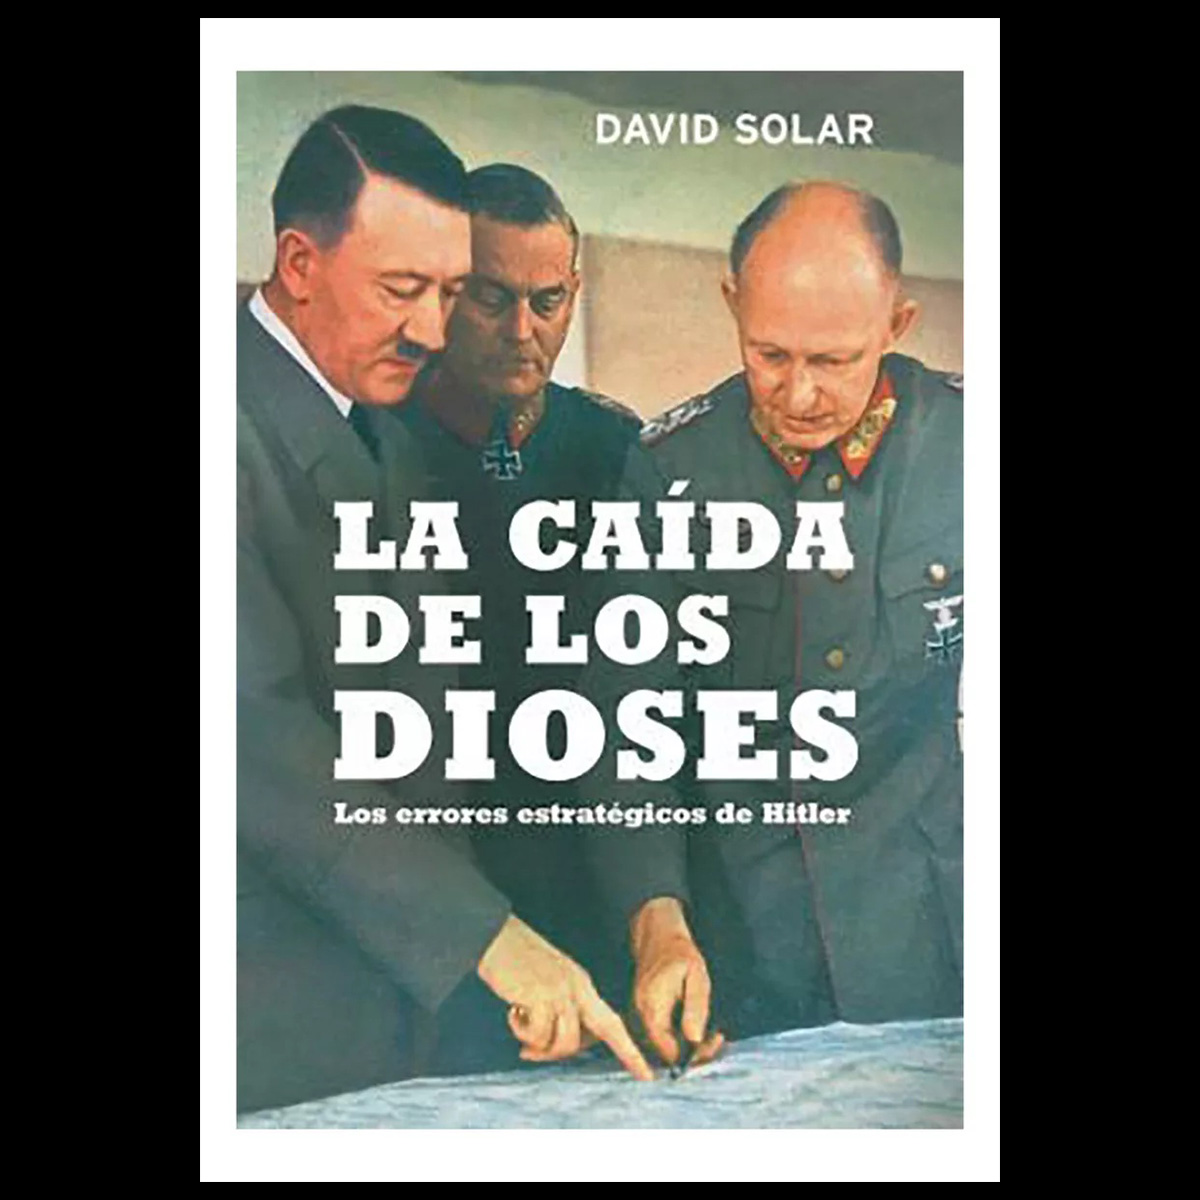 DAVID SOLAR
LA CAÍDA
DE LOS
DIOSES
Los errores estratégicos de Hitler